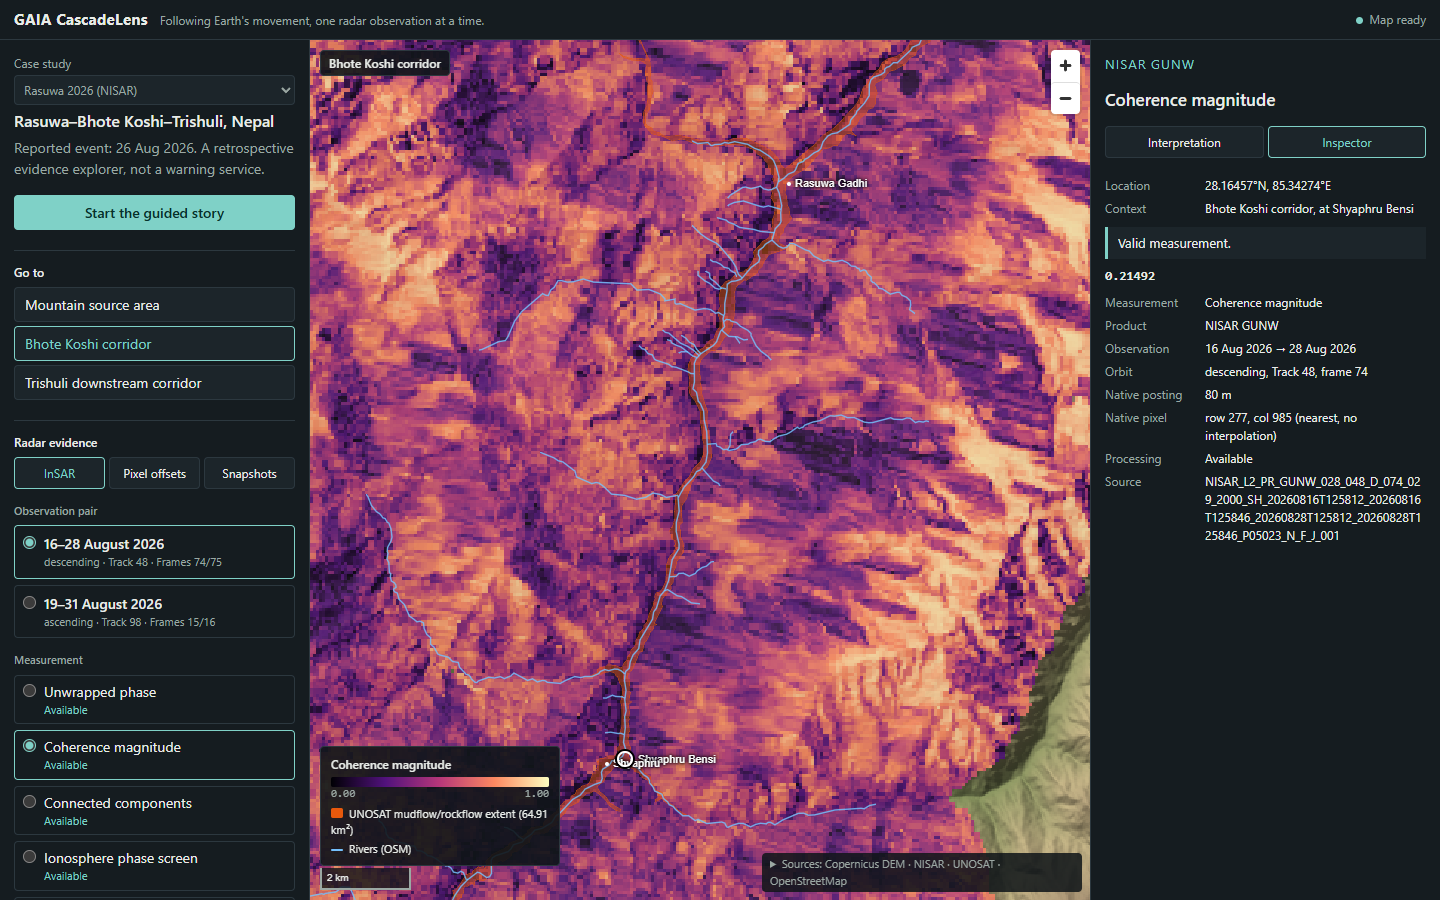 GAIA CascadeLens
Following Earth's movement, one radar observation at a time.
Map ready
Case study
Rasuwa 2026 (NISAR)
Rasuwa–Bhote Koshi–Trishuli, Nepal
Reported event: 26 Aug 2026. A retrospective
evidence explorer, not a warning service.
Start the guided story
Go to
Mountain source area
Bhote Koshi corridor
Trishuli downstream corridor
Radar evidence
InSAR
Pixel offsets
Snapshots
Observation pair
16–28 August 2026
descending · Track 48 · Frames 74/75
19–31 August 2026
ascending · Track 98 · Frames 15/16
Measurement
Unwrapped phase
Available
Coherence magnitude
Available
Connected components
Available
Ionosphere phase screen
Available
Bhote Koshi corridor
+
−
Rasuwa Gadhi
Shyaphru Bensi
Coherence magnitude
0.00 1.00
UNOSAT mudflow/rockflow extent (64.91
km²)
Rivers (OSM)
2 km
▶ Sources: Copernicus DEM · NISAR · UNOSAT ·
OpenStreetMap
NISAR GUNW
Coherence magnitude
Interpretation
Inspector
Location 28.16457°N, 85.34274°E
Context Bhote Koshi corridor, at Shyaphru Bensi
Valid measurement.
0.21492
Measurement Coherence magnitude
Product NISAR GUNW
Observation 16 Aug 2026 → 28 Aug 2026
Orbit descending, Track 48, frame 74
Native posting 80 m
Native pixel row 277, col 985 (nearest, no
interpolation)
Processing Available
Source NISAR_L2_PR_GUNW_028_048_D_074_02
9_2000_SH_20260816T125812_20260816
T125846_20260828T125812_20260828T1
25846_P05023_N_F_J_001